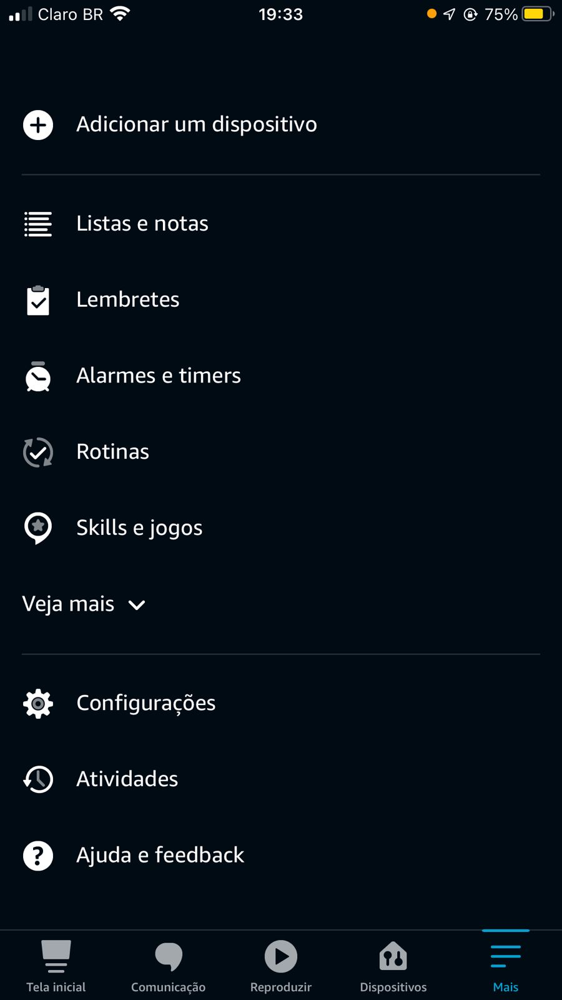 Claro BR 19:33 75%
Adicionar um dispositivo
Listas e notas
Lembretes
Alarmes e timers
Rotinas
Skills e jogos
Veja mais
Configurações
Atividades
Ajuda e feedback
Tela inicial Comunicação Reproduzir Dispositivos Mais